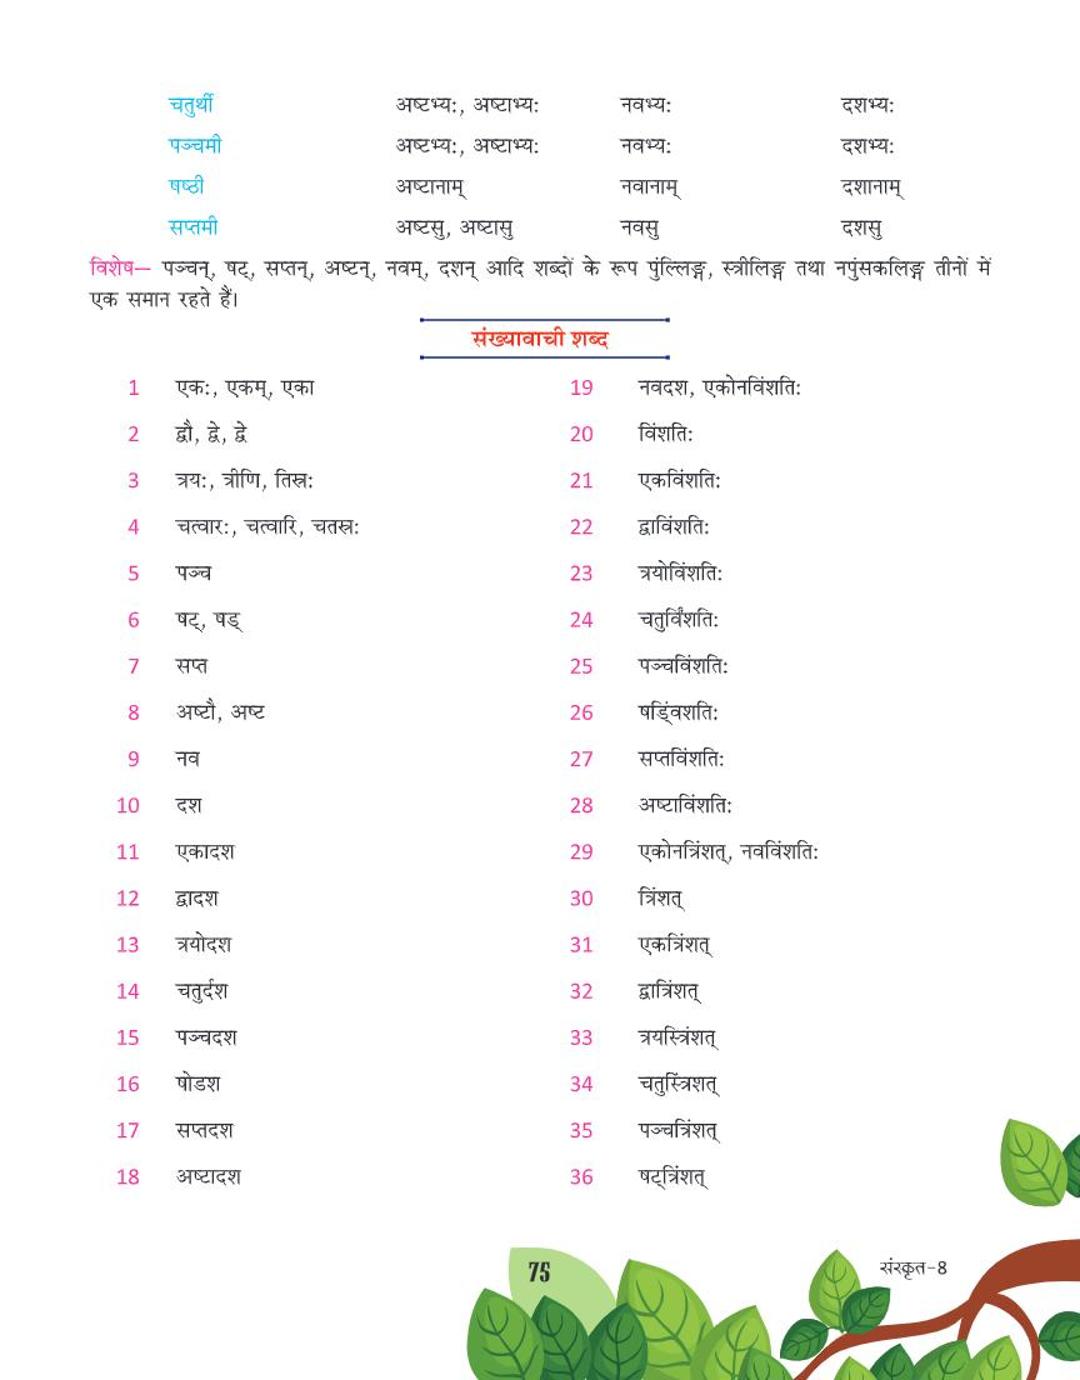 चतुर्थी अष्टभ्यः, अष्टाभ्यः नवभ्यः दशभ्यः
पञ्चमी अष्टभ्यः, अष्टाभ्यः नवभ्यः दशभ्यः
षष्ठी अष्टानाम् नवानाम् दशानाम्
सप्तमी अष्टसु, अष्टासु नवसु दशसु
विशेष— पञ्चन्, षट्, सप्तन्, अष्टन्, नवम्, दशन् आदि शब्दों के रूप पुंल्लिङ्ग, स्त्रीलिङ्ग तथा नपुंसकलिङ्ग तीनों में
एक समान रहते हैं।
संख्यावाची शब्द
1 एकः, एकम्, एका 19 नवदश, एकोनविंशतिः
2 द्वौ, द्वे, द्वे 20 विंशतिः
3 त्रयः, त्रीणि, तिस्रः 21 एकविंशतिः
4 चत्वारः, चत्वारि, चतस्रः 22 द्वाविंशतिः
5 पञ्च 23 त्रयोविंशतिः
6 षट्, षड् 24 चतुर्विंशतिः
7 सप्त 25 पञ्चविंशतिः
8 अष्टौ, अष्ट 26 षड्विंशतिः
9 नव 27 सप्तविंशतिः
10 दश 28 अष्टाविंशतिः
11 एकादश 29 एकोनत्रिंशत्, नवविंशतिः
12 द्वादश 30 त्रिंशत्
13 त्रयोदश 31 एकत्रिंशत्
14 चतुर्दश 32 द्वात्रिंशत्
15 पञ्चदश 33 त्रयस्त्रिंशत्
16 षोडश 34 चतुस्त्रिंशत्
17 सप्तदश 35 पञ्चत्रिंशत्
18 अष्टादश 36 षट्त्रिंशत्
75 संस्कृत-8